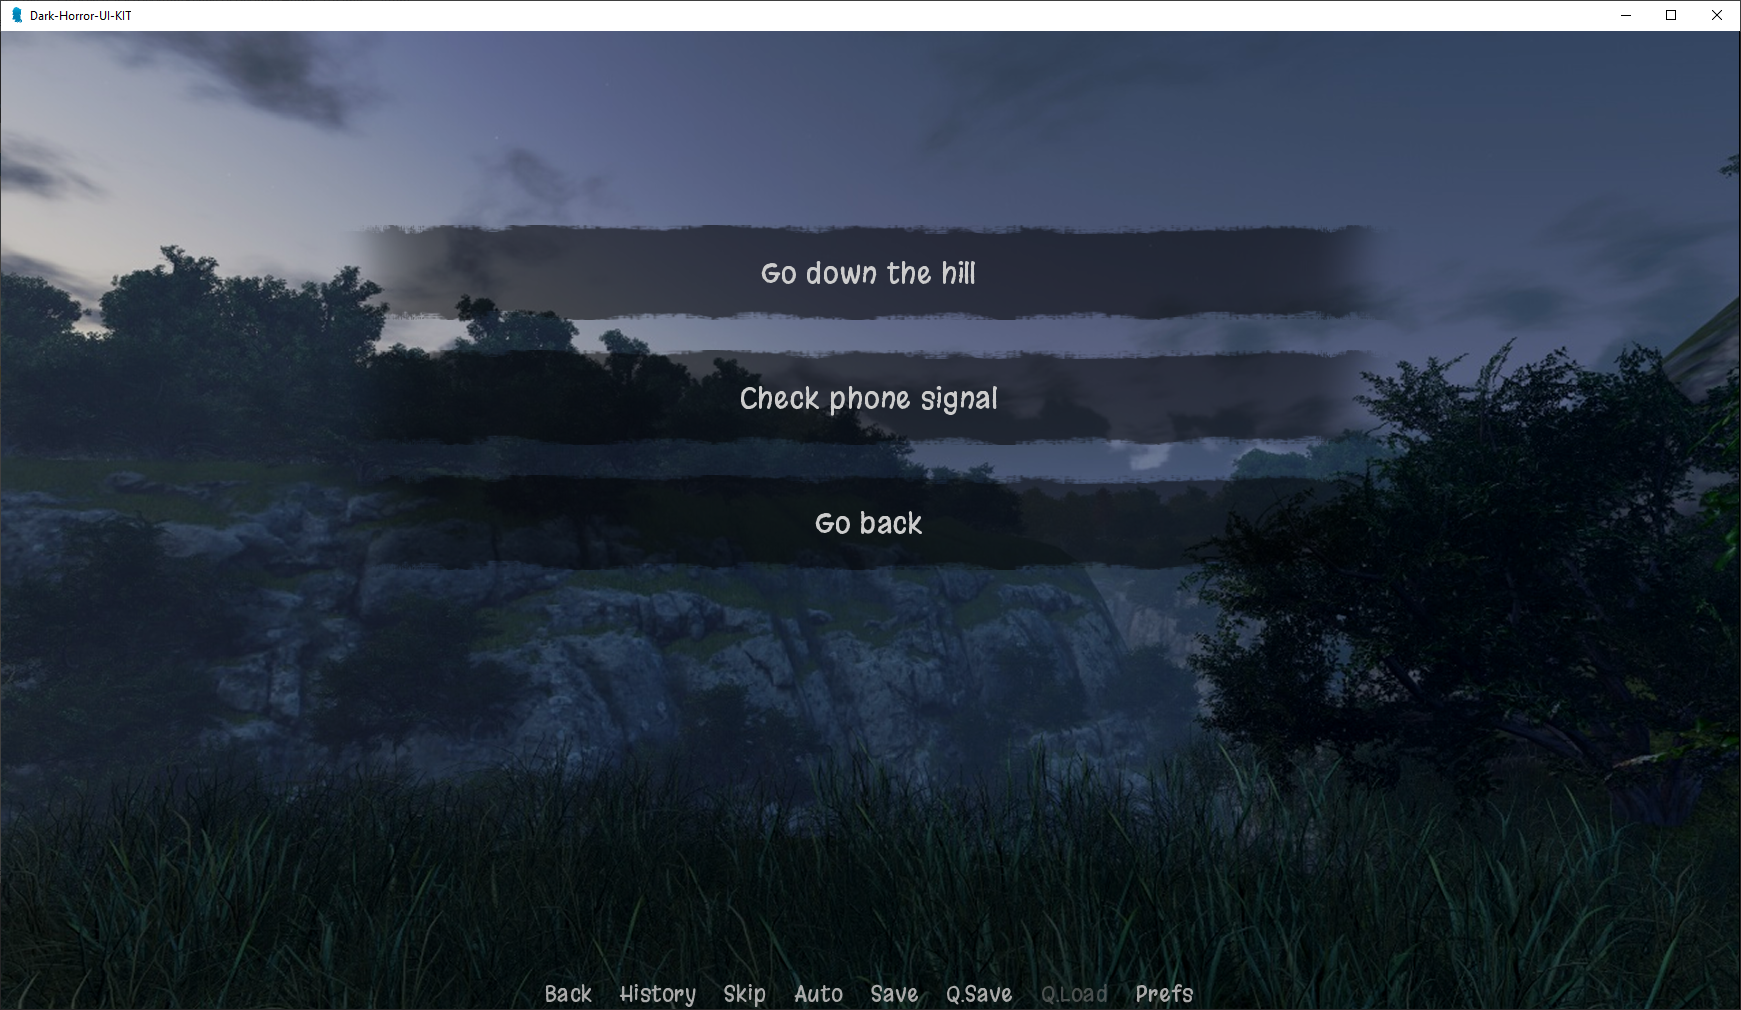 Dark-Horror-UI-KIT
Go down the hill
Check phone signal
Go back
Back History Skip Auto Save Q.Save Q.Load Prefs